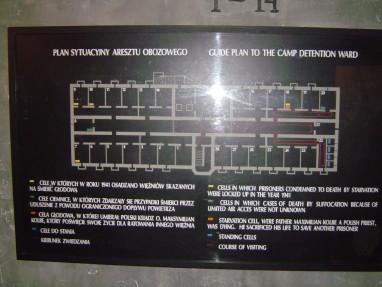 PLAN SYTUACYJNY ARESZTU OBOZOWEGO
GUIDE PLAN TO THE CAMP DETENTION WARD
CELE, W KTÓRYCH W ROKU 1941 OSADZANO WIĘŹNIÓW SKAZANYCH
NA ŚMIERĆ GŁODOWĄ
CELE CIEMNICE, W KTÓRYCH ZDARZAŁY SIĘ PRZYPADKI ŚMIERCI PRZEZ
UDUSZENIE Z POWODU OGRANICZONEGO DOPŁYWU POWIETRZA
CELA GŁODOWA, W KTÓREJ UMIERAŁ POLSKI KSIĄDZ O. MAKSYMILIAN
KOLBE, KTÓRY POŚWIĘCIŁ SWOJE ŻYCIE DLA RATOWANIA INNEGO WIĘŹNIA
CELE DO STANIA
KIERUNEK ZWIEDZANIA
CELLS IN WHICH PRISONERS CONDEMNED TO DEATH BY STARVATION
WERE LOCKED UP IN THE YEAR 1941
CELLS IN WHICH CASES OF DEATH BY SUFFOCATION BECAUSE OF
LIMITED AIR ACCES WERE NOT UNKNOWN
STARVATION CELL WERE FATHER MAXIMILIAN KOLBE A POLISH PRIEST,
WAS DYING. HE SACRIFICED HIS LIFE TO SAVE ANOTHER PRISONER
STANDING CELLS
COURSE OF VISITING